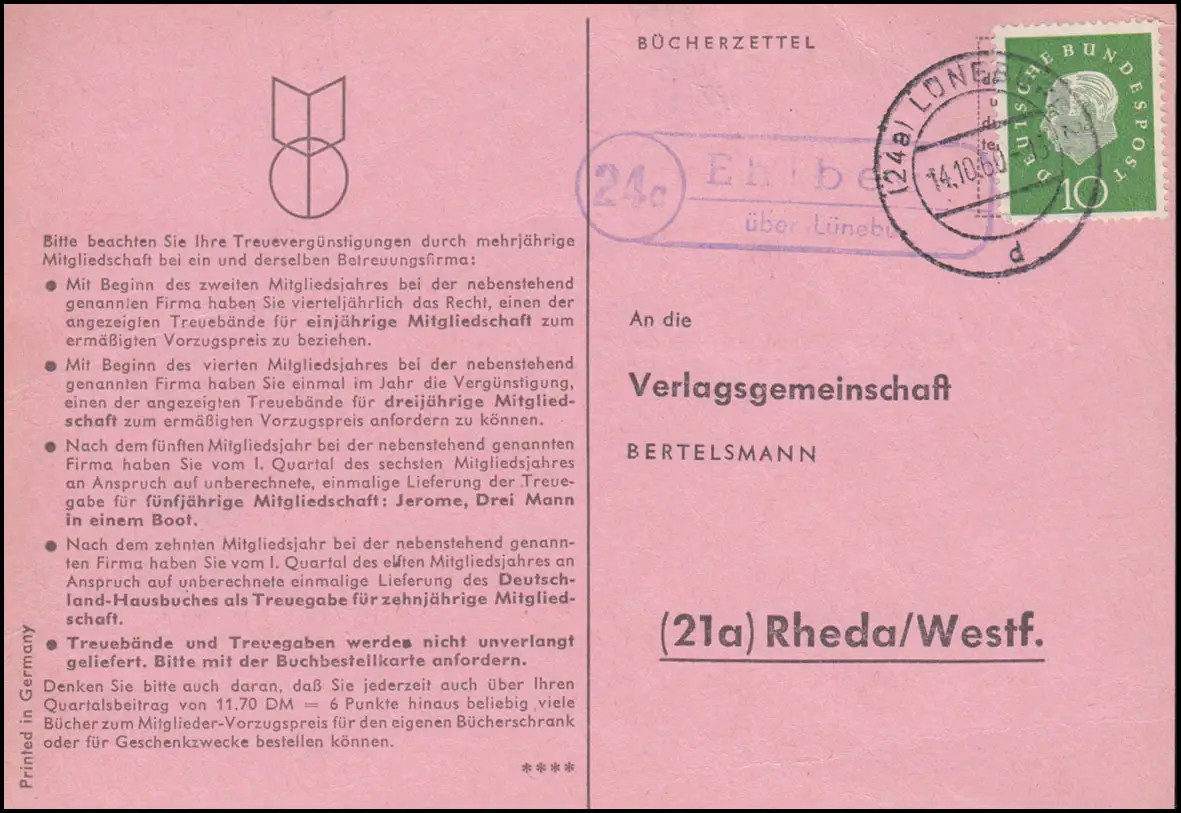 Bitte beachten Sie Ihre Treuevergünstigungen durch mehrjährige
Mitgliedschaft bei ein und derselben Betreuungsfirma:
● Mit Beginn des zweiten Mitgliedsjahres bei der nebenstehend
genannten Firma haben Sie vierteljährlich das Recht, einen der
angezeigten Treuebände für einjährige Mitgliedschaft zum
ermäßigten Vorzugspreis zu beziehen.
● Mit Beginn des vierten Mitgliedsjahres bei der nebenstehend
genannten Firma haben Sie einmal im Jahr die Vergünstigung,
einen der angezeigten Treuebände für dreijährige Mitglied-
schaft zum ermäßigten Vorzugspreis anfordern zu können.
● Nach dem fünften Mitgliedsjahr bei der nebenstehend genannten
Firma haben Sie vom I. Quartal des sechsten Mitgliedsjahres
an Anspruch auf unberechnete, einmalige Lieferung der Treue-
gabe für fünfjährige Mitgliedschaft: Jerome, Drei Mann
in einem Boot.
● Nach dem zehnten Mitgliedsjahr bei der nebenstehend genann-
ten Firma haben Sie vom I. Quartal des elften Mitgliedsjahres an
Anspruch auf unberechnete einmalige Lieferung des Deutsch-
land-Hausbuches als Treuegabe für zehnjährige Mitglied-
schaft.
● Treuebände und Treuegaben werden nicht unverlangt
geliefert. Bitte mit der Buchbestellkarte anfordern.
Denken Sie bitte auch daran, daß Sie jederzeit auch über Ihren
Quartalsbeitrag von 11.70 DM = 6 Punkte hinaus beliebig viele
Bücher zum Mitglieder-Vorzugspreis für den eigenen Bücherschrank
oder für Geschenkzwecke bestellen können.
****
Printed in Germany
BÜCHERZETTEL
DEUTSCHE BUNDESPOST
10
(24a) LÜNEBU
14.10.60
d
24a
Ehlbe
über Lünebu
An die
Verlagsgemeinschaft
BERTELSMANN
(21a) Rheda/Westf.